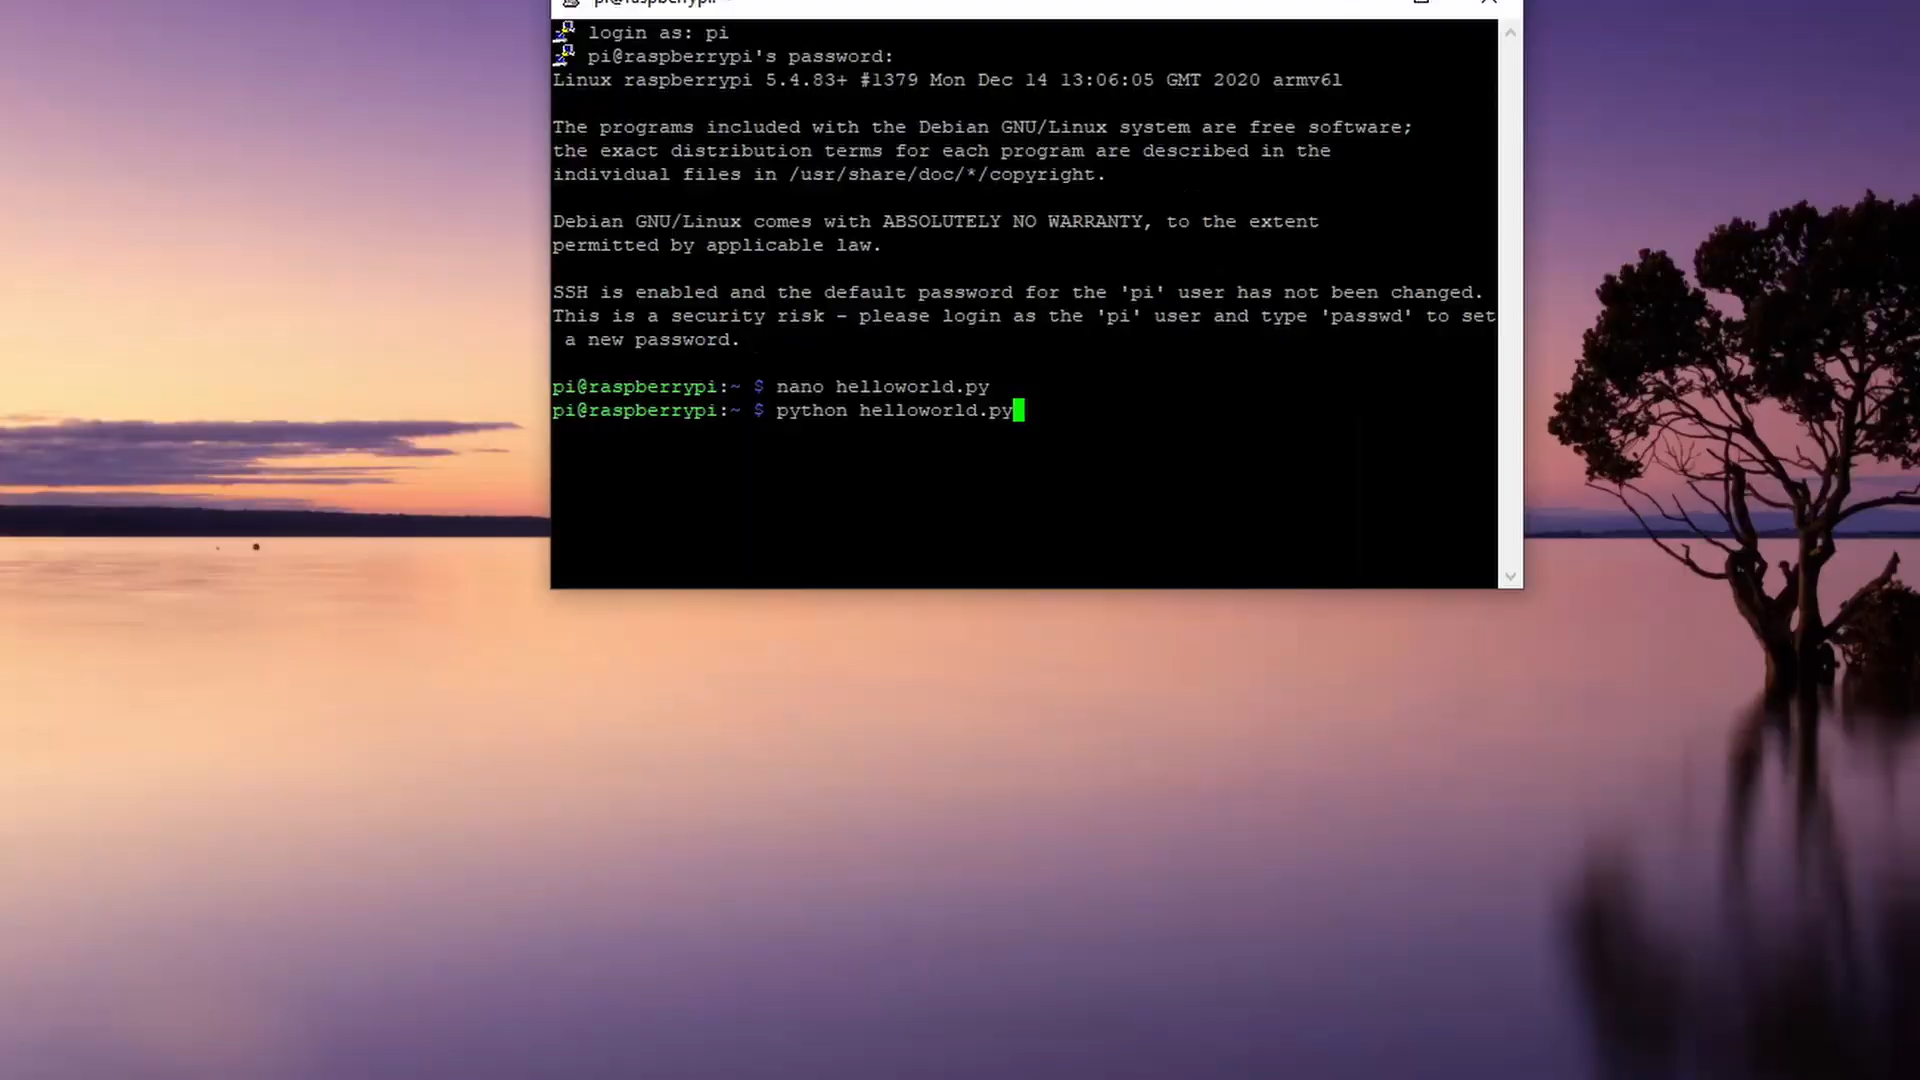 login as: pi
pi@raspberrypi's password:
Linux raspberrypi 5.4.83+ #1379 Mon Dec 14 13:06:05 GMT 2020 armv6l
The programs included with the Debian GNU/Linux system are free software;
the exact distribution terms for each program are described in the
individual files in /usr/share/doc/*/copyright.
Debian GNU/Linux comes with ABSOLUTELY NO WARRANTY, to the extent
permitted by applicable law.
SSH is enabled and the default password for the 'pi' user has not been changed.
This is a security risk - please login as the 'pi' user and type 'passwd' to set
a new password.
pi@raspberrypi:~ $ nano helloworld.py
pi@raspberrypi:~ $ python helloworld.py